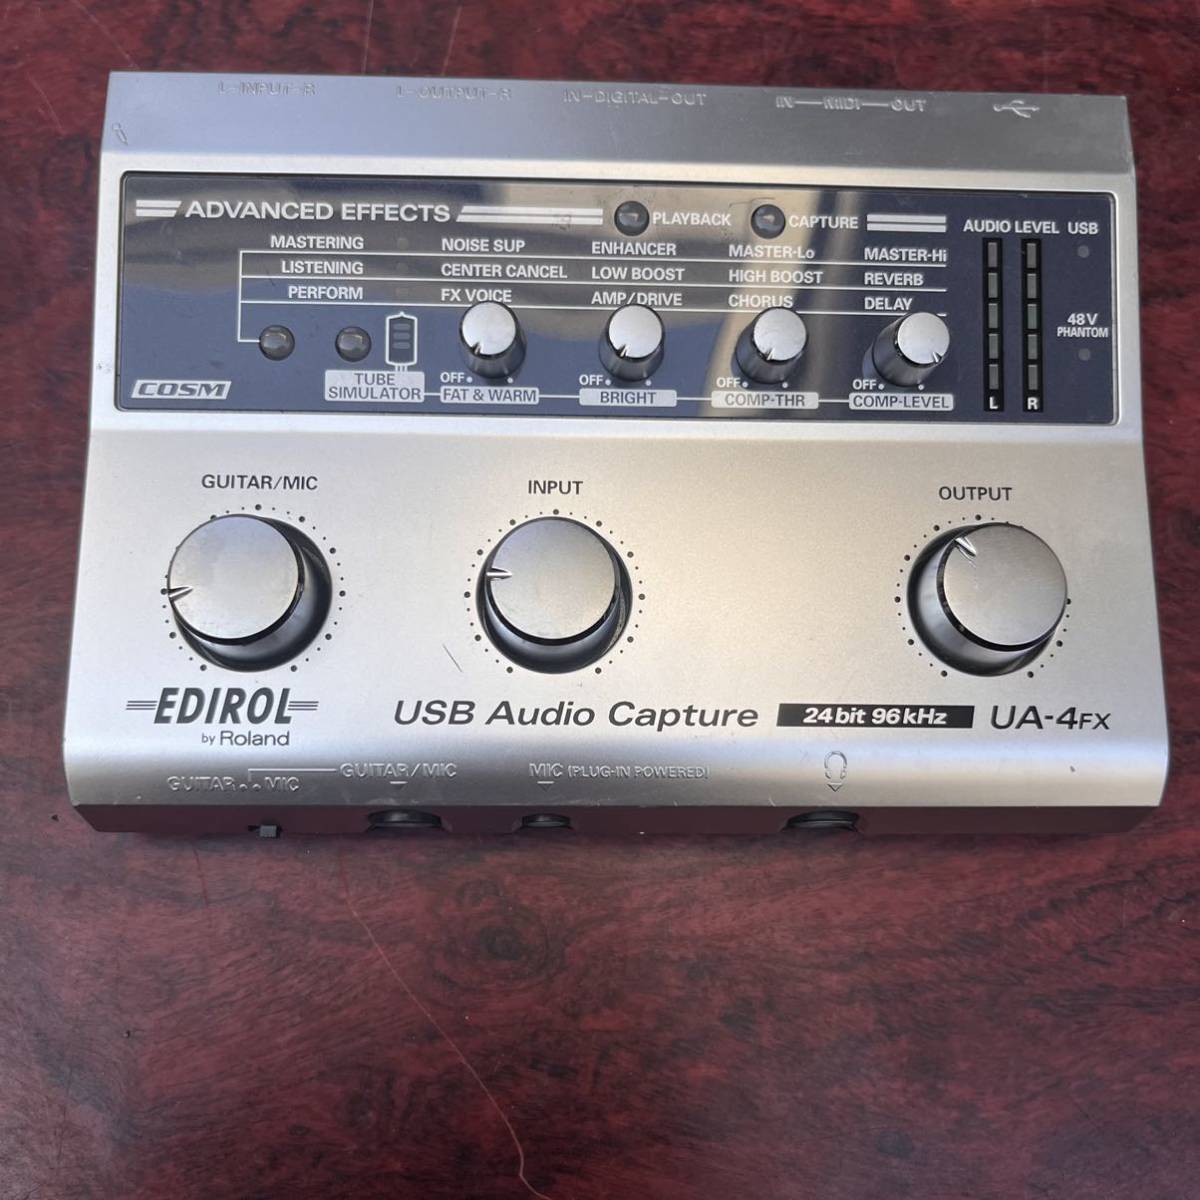 L-INPUT-R L-OUTPUT-R IN-DIGITAL-OUT IN—MIDI—OUT
ADVANCED EFFECTS PLAYBACK CAPTURE AUDIO LEVEL USB
MASTERING NOISE SUP ENHANCER MASTER-Lo MASTER-Hi
LISTENING CENTER CANCEL LOW BOOST HIGH BOOST REVERB
PERFORM FX VOICE AMP/DRIVE CHORUS DELAY
48V
PHANTOM
OFF OFF OFF OFF
COSM TUBE
SIMULATOR FAT & WARM BRIGHT COMP-THR COMP-LEVEL L R
GUITAR/MIC INPUT OUTPUT
EDIROL
by Roland
USB Audio Capture 24bit 96kHz UA-4FX
GUITAR MIC GUITAR/MIC MIC (PLUG-IN POWERED)